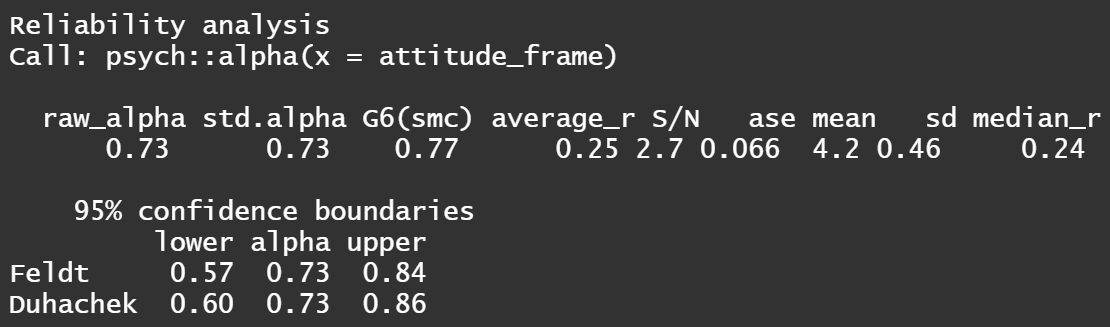 Reliability analysis
Call: psych::alpha(x = attitude_frame)
raw_alpha std.alpha G6(smc) average_r S/N ase mean sd median_r
0.73 0.73 0.77 0.25 2.7 0.066 4.2 0.46 0.24
95% confidence boundaries
lower alpha upper
Feldt 0.57 0.73 0.84
Duhachek 0.60 0.73 0.86